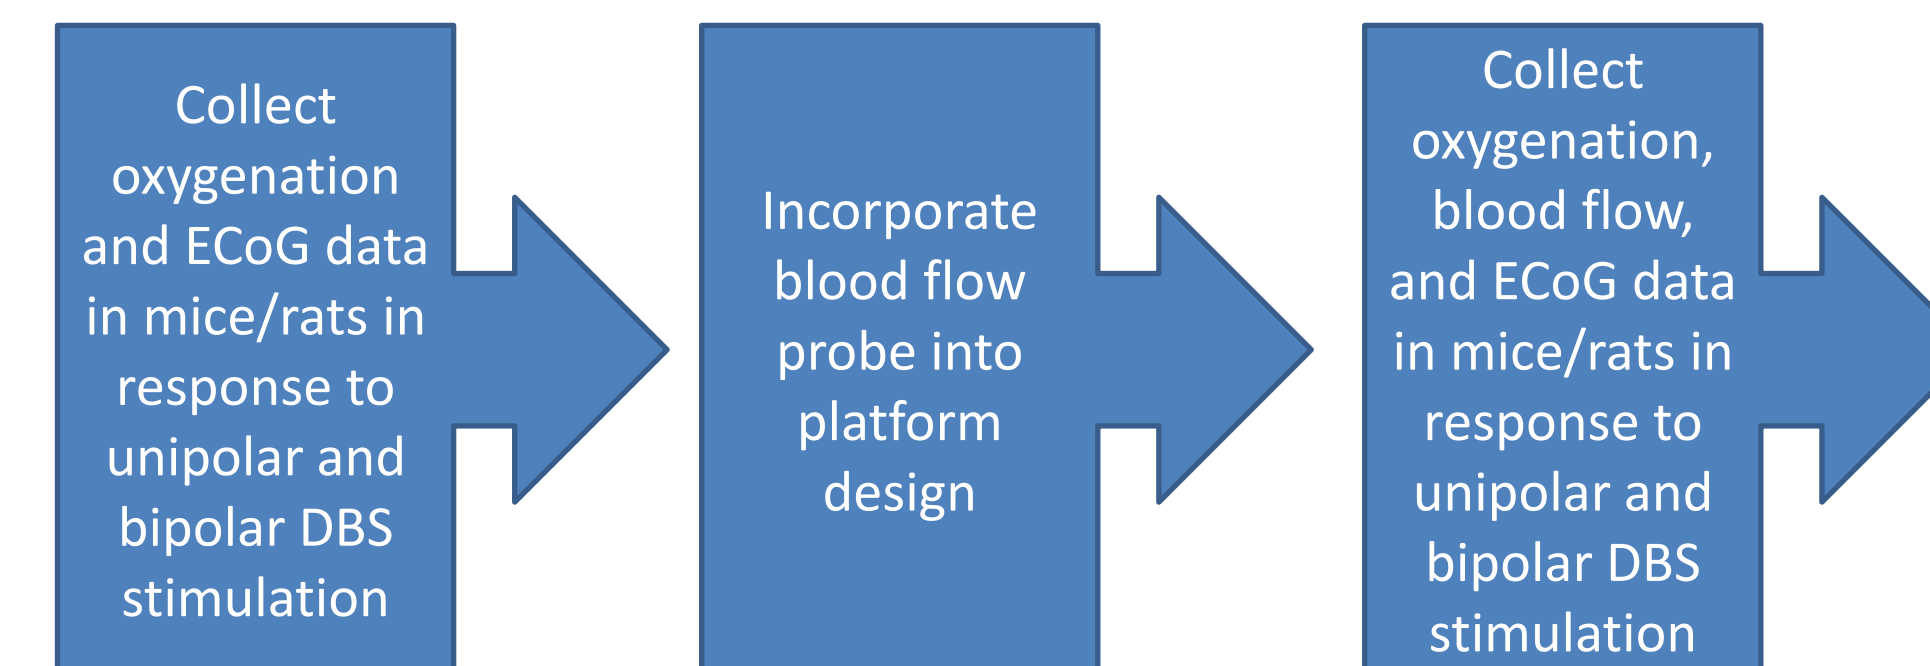 Collect
oxygenation
and ECoG data
in mice/rats in
response to
unipolar and
bipolar DBS
stimulation
Incorporate
blood flow
probe into
platform
design
Collect
oxygenation,
blood flow,
and ECoG data
in mice/rats in
response to
unipolar and
bipolar DBS
stimulation